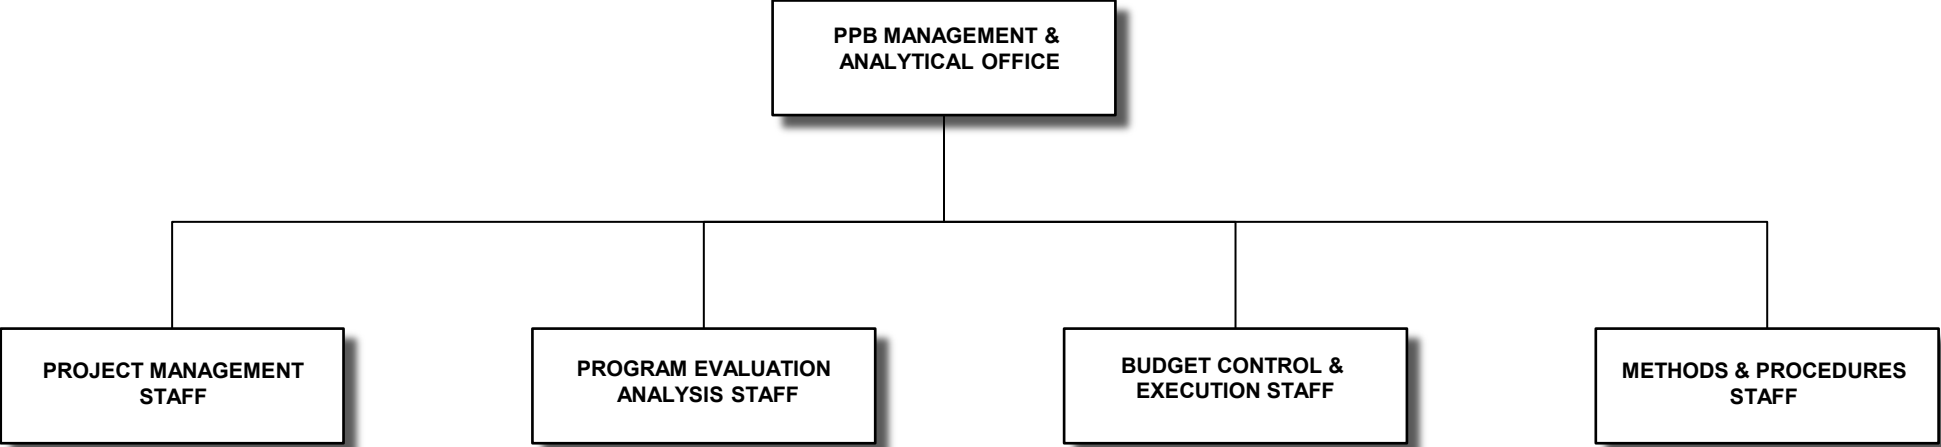 PPB MANAGEMENT &
ANALYTICAL OFFICE
PROJECT MANAGEMENT
STAFF
PROGRAM EVALUATION
ANALYSIS STAFF
BUDGET CONTROL &
EXECUTION STAFF
METHODS & PROCEDURES
STAFF